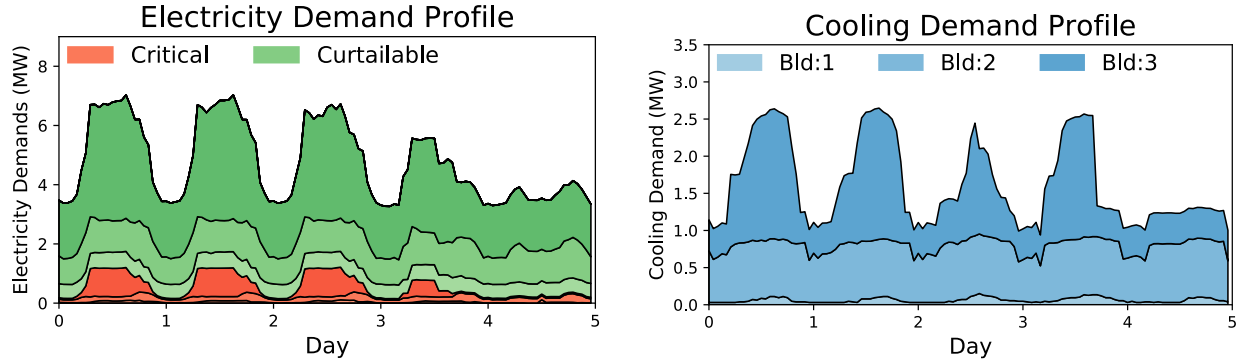 Electricity Demand Profile
Critical
Curtailable
Electricity Demands (MW)
8
6
4
2
0
0 1 2 3 4 5
Day
Cooling Demand Profile
Bld:1
Bld:2
Bld:3
Cooling Demand (MW)
3.5
3.0
2.5
2.0
1.5
1.0
0.5
0.0
0 1 2 3 4 5
Day